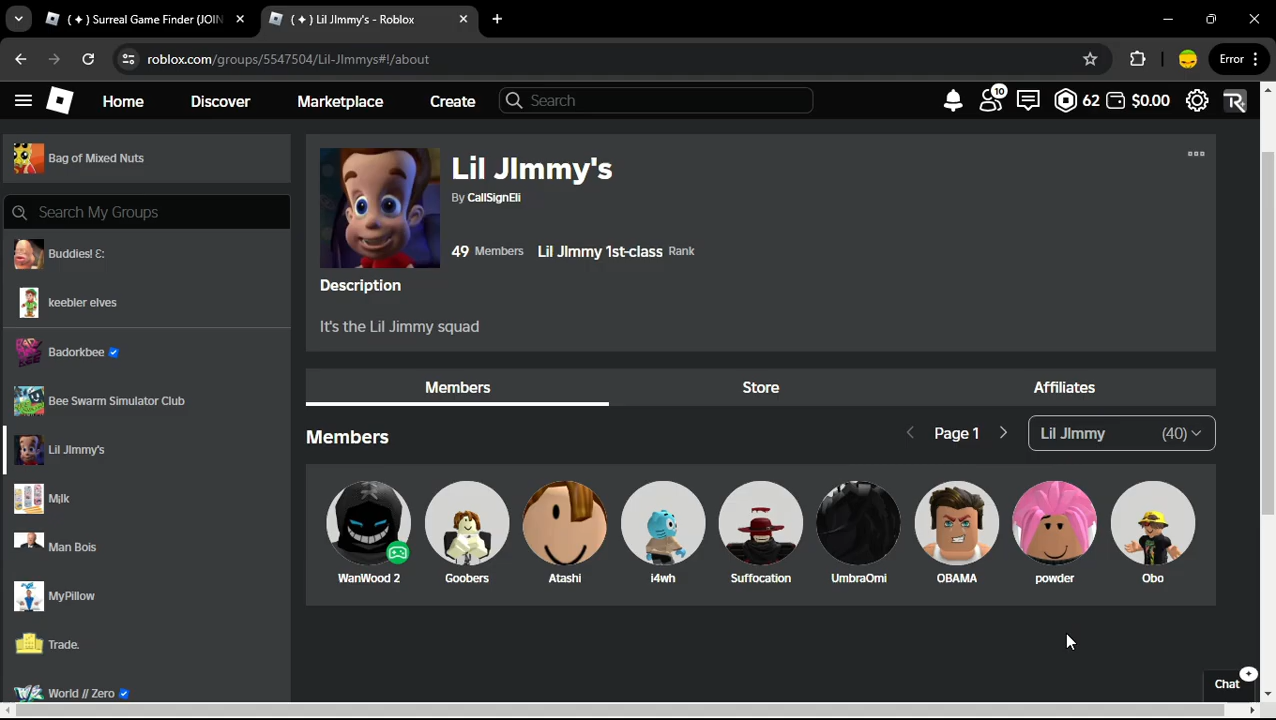 ( ✦ ) Surreal Game Finder (JOIN
( ✦ ) Lil JImmy's - Roblox
roblox.com/groups/5547504/Lil-JImmys#!/about
Error
Home
Discover
Marketplace
Create
Search
10
62
$0.00
Bag of Mixed Nuts
Search My Groups
Buddies! C:
keebler elves
Badorkbee
Bee Swarm Simulator Club
Lil JImmy's
Milk
Man Bois
MyPillow
Trade.
World // Zero
Lil JImmy's
By CallSignEli
49 Members Lil JImmy 1st-class Rank
Description
It's the Lil Jimmy squad
Members
Store
Affiliates
Members
Page 1
Lil JImmy (40)
WanWood 2
Goobers
Atashi
i4wh
Suffocation
UmbraOmi
OBAMA
powder
Obo
Chat